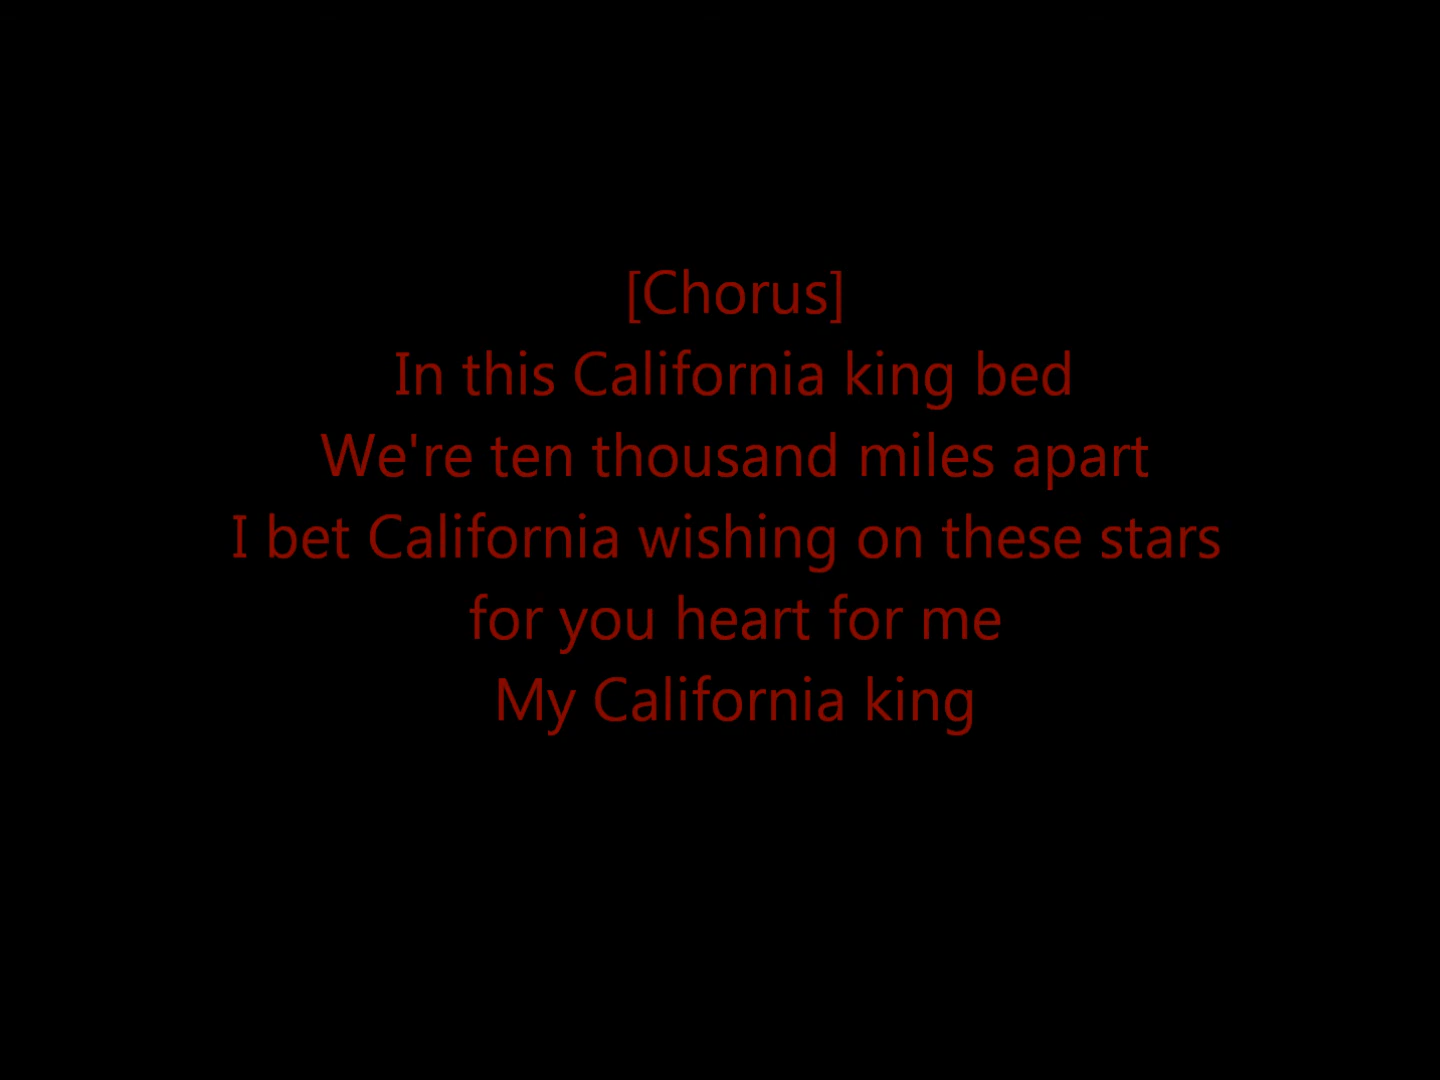 [Chorus]
In this California king bed
We're ten thousand miles apart
I bet California wishing on these stars
for you heart for me
My California king